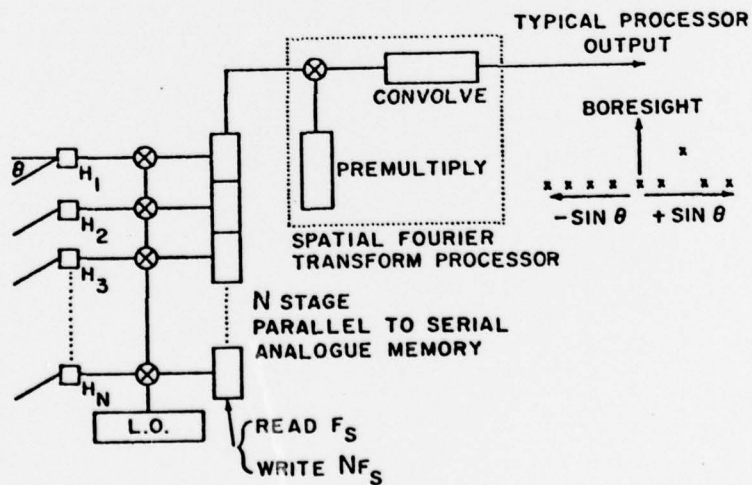 TYPICAL PROCESSOR
OUTPUT
CONVOLVE
BORESIGHT
PREMULTIPLY
x x x x x x x x x
− SIN θ + SIN θ
SPATIAL FOURIER
TRANSFORM PROCESSOR
θ
H1
H2
H3
HN
N STAGE
PARALLEL TO SERIAL
ANALOGUE MEMORY
L.O.
READ FS
WRITE NFS